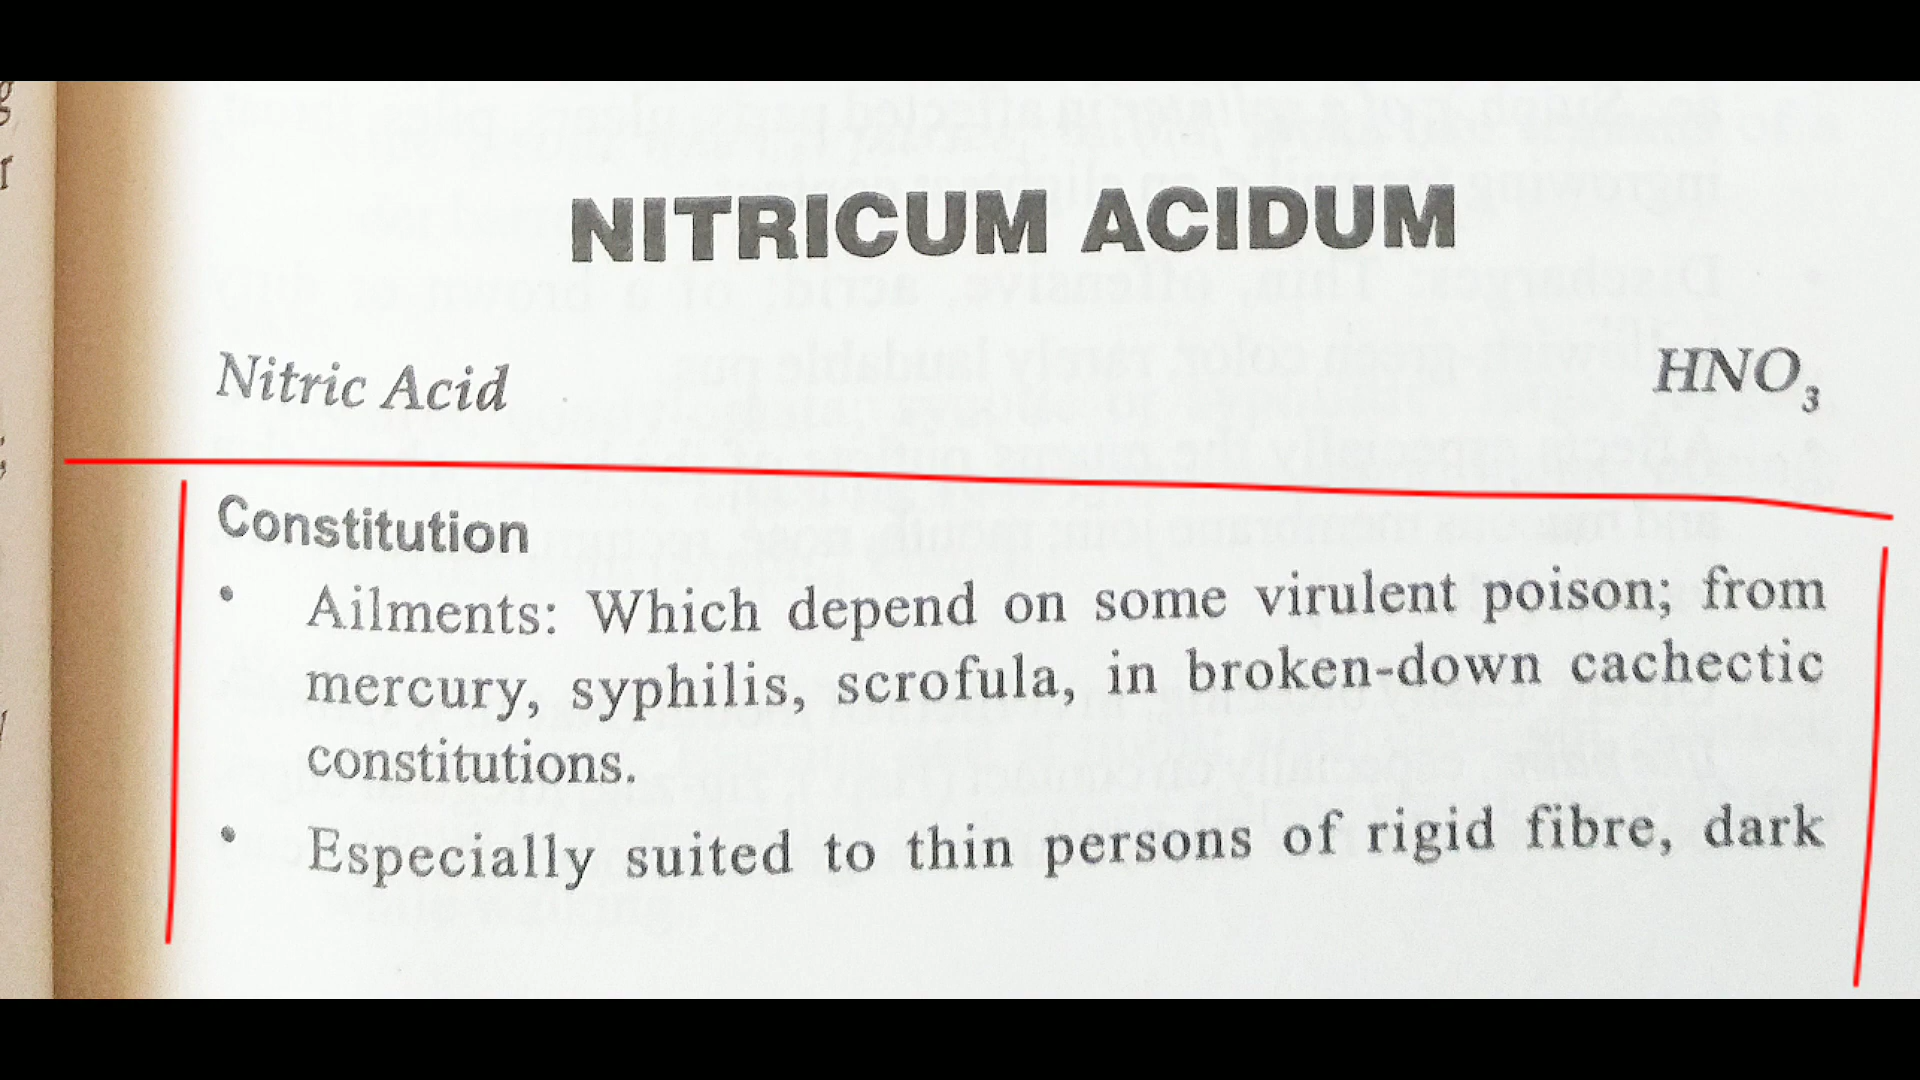 NITRICUM ACIDUM
Nitric Acid HNO₃
Constitution
• Ailments: Which depend on some virulent poison; from
mercury, syphilis, scrofula, in broken-down cachectic
constitutions.
• Especially suited to thin persons of rigid fibre, dark